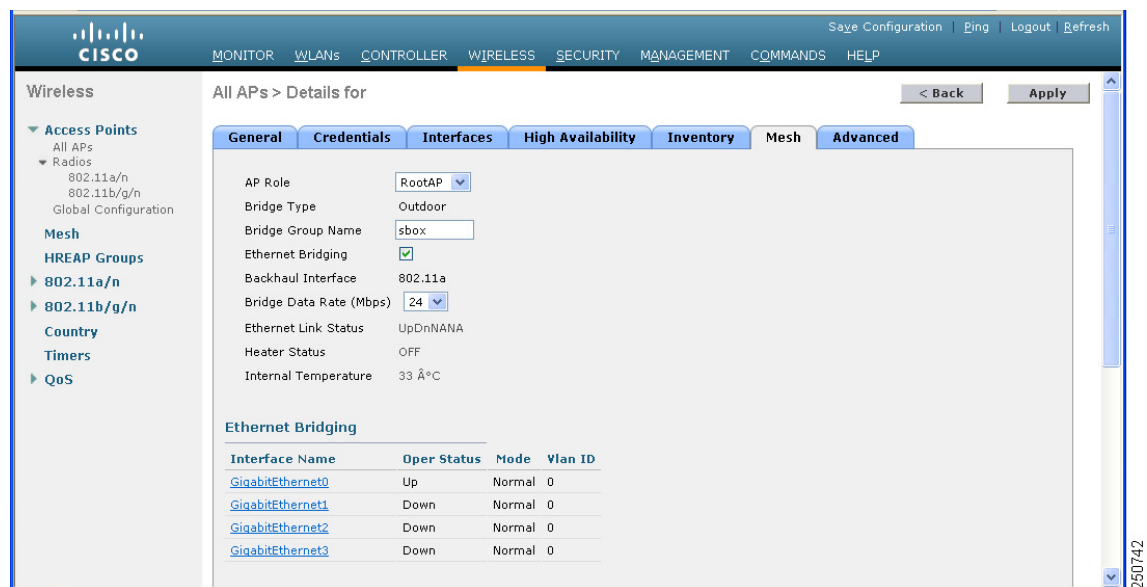 Save Configuration | Ping | Logout | Refresh
CISCO
MONITOR WLANs CONTROLLER WIRELESS SECURITY MANAGEMENT COMMANDS HELP
Wireless
All APs > Details for
< Back
Apply
Access Points
All APs
Radios
802.11a/n
802.11b/g/n
Global Configuration
Mesh
HREAP Groups
802.11a/n
802.11b/g/n
Country
Timers
QoS
General Credentials Interfaces High Availability Inventory Mesh Advanced
AP Role RootAP
Bridge Type Outdoor
Bridge Group Name sbox
Ethernet Bridging
Backhaul Interface 802.11a
Bridge Data Rate (Mbps) 24
Ethernet Link Status UpDnNANA
Heater Status OFF
Internal Temperature 33 Â°C
Ethernet Bridging
Interface Name Oper Status Mode Vlan ID
GigabitEthernet0 Up Normal 0
GigabitEthernet1 Down Normal 0
GigabitEthernet2 Down Normal 0
GigabitEthernet3 Down Normal 0
250742